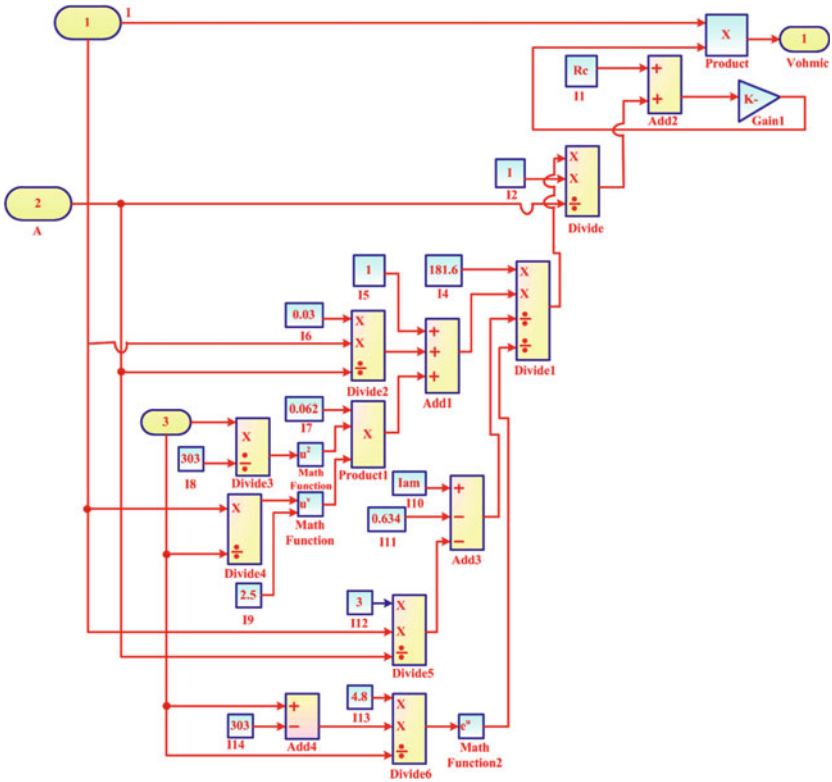 1
I
X
Product
1
Vohmic
Rc
I1
+
+
Add2
K-
Gain1
2
A
I
I2
X
X
÷
Divide
1
I5
181.6
I4
X
X
÷
÷
Divide1
0.03
I6
X
X
÷
Divide2
+
+
+
Add1
3
0.062
I7
X
Product1
303
I8
X
÷
Divide3
u²
Math
Function
X
÷
Divide4
uᵛ
Math
Function
2.5
I9
Iam
I10
0.634
I11
+
−
−
Add3
3
I12
X
X
÷
Divide5
303
I14
+
−
Add4
4.8
I13
X
X
÷
Divide6
eᵘ
Math
Function2